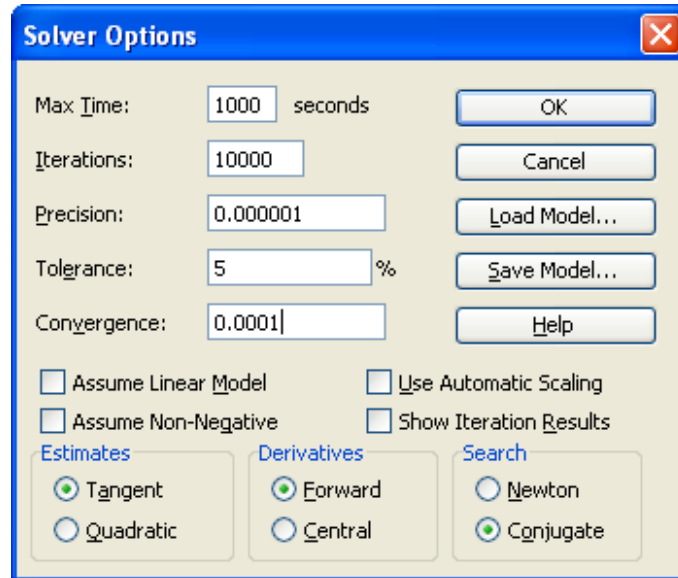 Solver Options
Max Time: 1000 seconds OK
Iterations: 10000 Cancel
Precision: 0.000001 Load Model...
Tolerance: 5 % Save Model...
Convergence: 0.0001 Help
Assume Linear Model Use Automatic Scaling
Assume Non-Negative Show Iteration Results
Estimates Derivatives Search
Tangent Forward Newton
Quadratic Central Conjugate